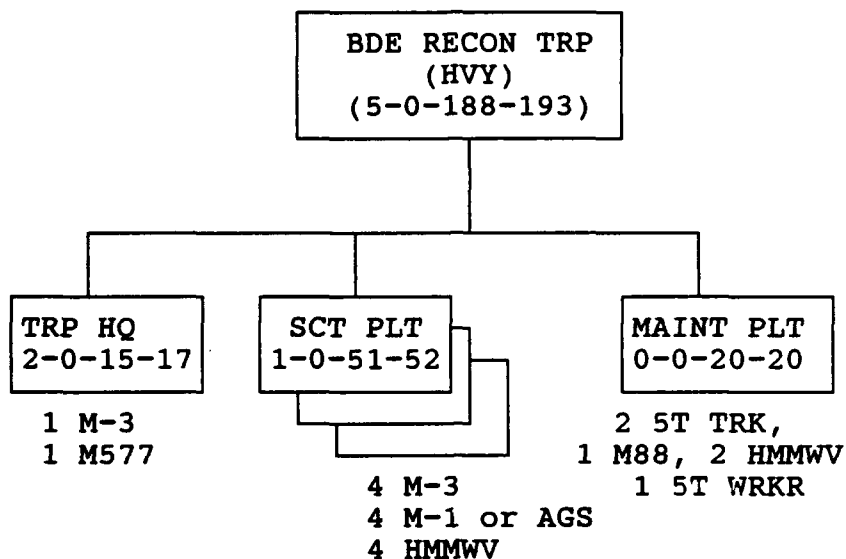 BDE RECON TRP
(HVY)
(5-0-188-193)
TRP HQ
2-0-15-17
1 M-3
1 M577
SCT PLT
1-0-51-52
4 M-3
4 M-1 or AGS
4 HMMWV
MAINT PLT
0-0-20-20
2 5T TRK,
1 M88, 2 HMMWV
1 5T WRKR